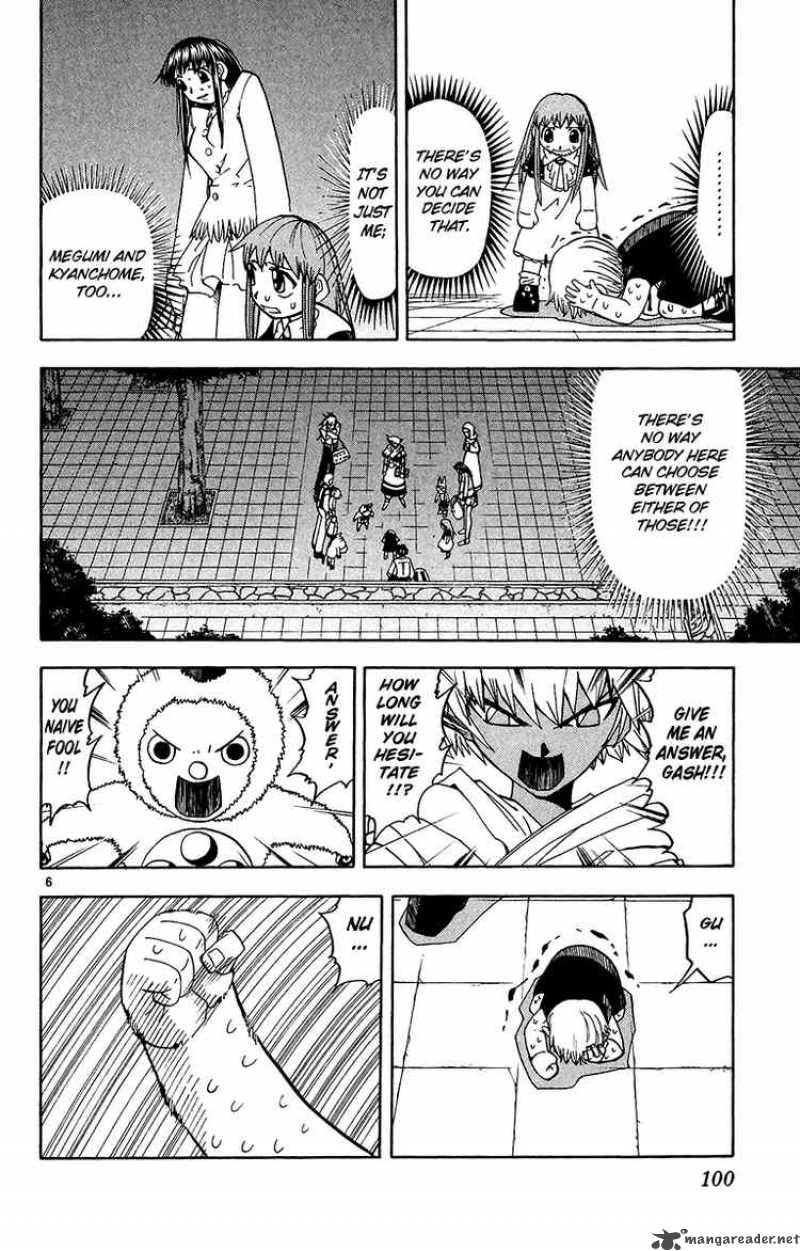 .........
THERE'S
NO WAY
YOU CAN
DECIDE
THAT.
IT'S
NOT
JUST
ME;
MEGUMI AND
KYANCHOME,
TOO...
THERE'S
NO WAY
ANYBODY HERE
CAN CHOOSE
BETWEEN
EITHER OF
THOSE!!!
GIVE
ME AN
ANSWER,
GASH!!!
HOW
LONG
WILL
YOU
HESI-
TATE
!!?
ANSWER,
YOU
NAIVE
FOOL
!!
6
GU
...
NU
...
100
mangareader.net